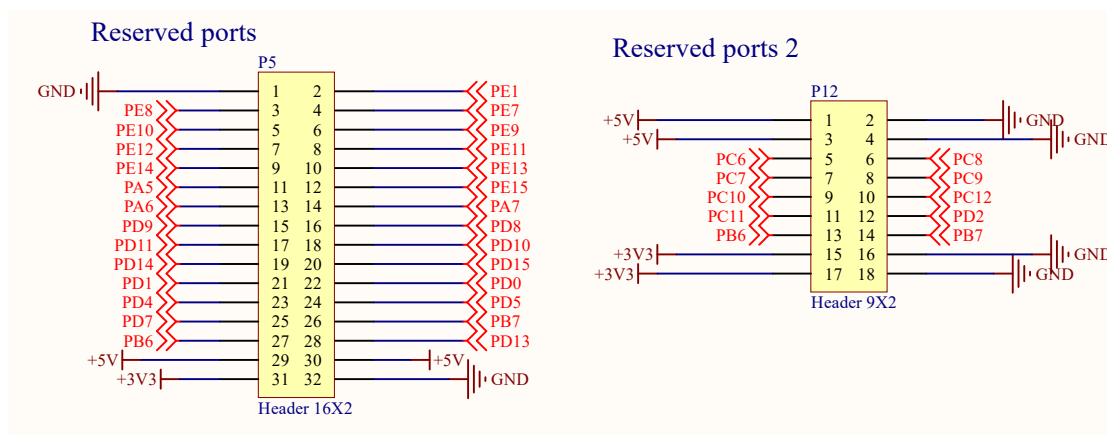 Reserved ports
P5
GND 1 2 PE1
PE8 3 4 PE7
PE10 5 6 PE9
PE12 7 8 PE11
PE14 9 10 PE13
PA5 11 12 PE15
PA6 13 14 PA7
PD9 15 16 PD8
PD11 17 18 PD10
PD14 19 20 PD15
PD1 21 22 PD0
PD4 23 24 PD5
PD7 25 26 PB7
PB6 27 28 PD13
+5V 29 30 +5V
+3V3 31 32 GND
Header 16X2
Reserved ports 2
P12
+5V 1 2 GND
+5V 3 4 GND
PC6 5 6 PC8
PC7 7 8 PC9
PC10 9 10 PC12
PC11 11 12 PD2
PB6 13 14 PB7
+3V3 15 16 GND
+3V3 17 18 GND
Header 9X2